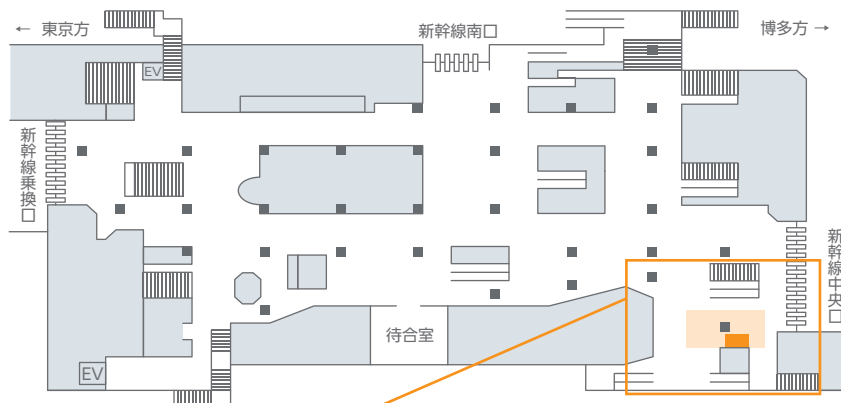 ← 東京方
新幹線南口
博多方 →
EV
新幹線乗換口
新幹線中央口
待合室
EV